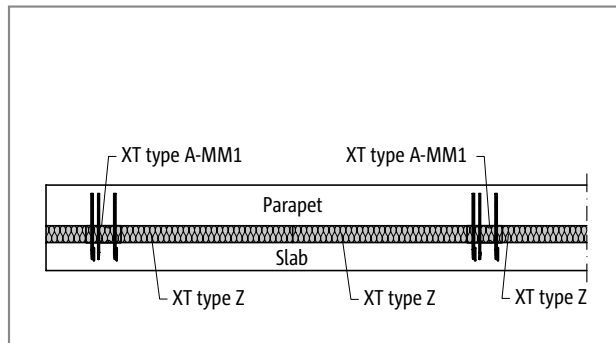 XT type A-MM1
XT type A-MM1
Parapet
Slab
XT type Z
XT type Z
XT type Z